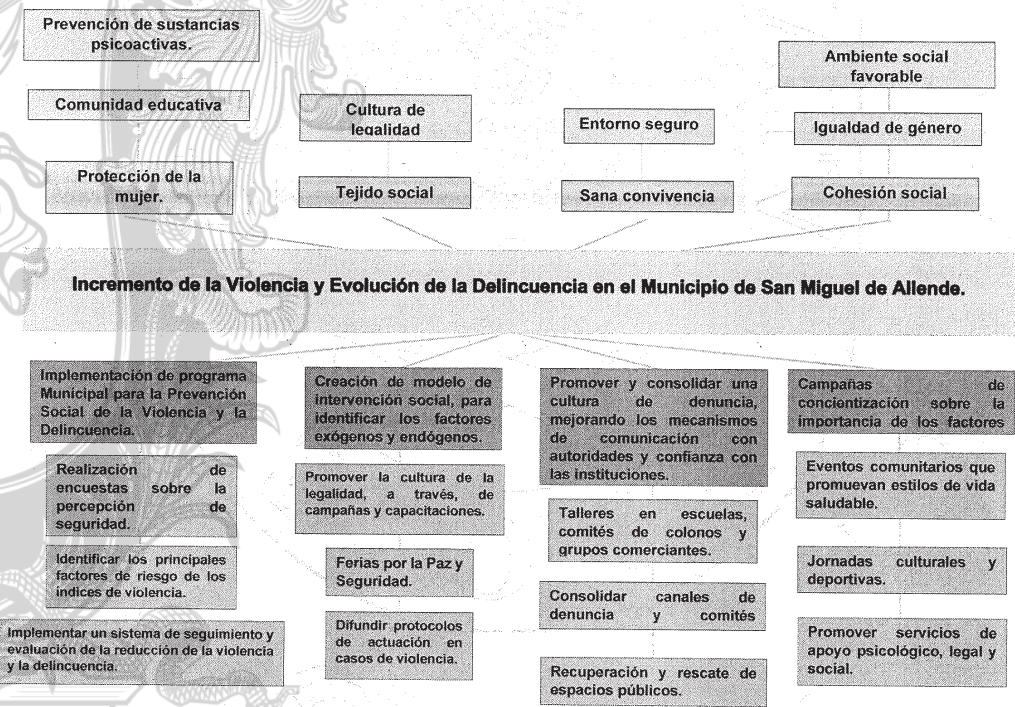 Prevención de sustancias
psicoactivas.
Comunidad educativa
Protección de la
mujer.
Cultura de
legalidad
Tejido social
Entorno seguro
Sana convivencia
Ambiente social
favorable
Igualdad de género
Cohesión social
Incremento de la Violencia y Evolución de la Delincuencia en el Municipio de San Miguel de Allende.
Implementación de programa
Municipal para la Prevención
Social de la Violencia y la
Delincuencia.
Realización de
encuestas sobre la
percepción de
seguridad.
Identificar los principales
factores de riesgo de los
índices de violencia.
Implementar un sistema de seguimiento y
evaluación de la reducción de la violencia
y la delincuencia.
Creación de modelo de
intervención social, para
identificar los factores
exógenos y endógenos.
Promover la cultura de la
legalidad, a través, de
campañas y capacitaciones.
Ferias por la Paz y
Seguridad.
Difundir protocolos
de actuación en
casos de violencia.
Promover y consolidar una
cultura de denuncia,
mejorando los mecanismos
de comunicación con
autoridades y confianza con
las instituciones.
Talleres en escuelas,
comités de colonos y
grupos comerciantes.
Consolidar canales de
denuncia y comités
Recuperación y rescate de
espacios públicos.
Campañas de
concientización sobre la
importancia de los factores
Eventos comunitarios que
promuevan estilos de vida
saludable.
Jornadas culturales y
deportivas.
Promover servicios de
apoyo psicológico, legal y
social.